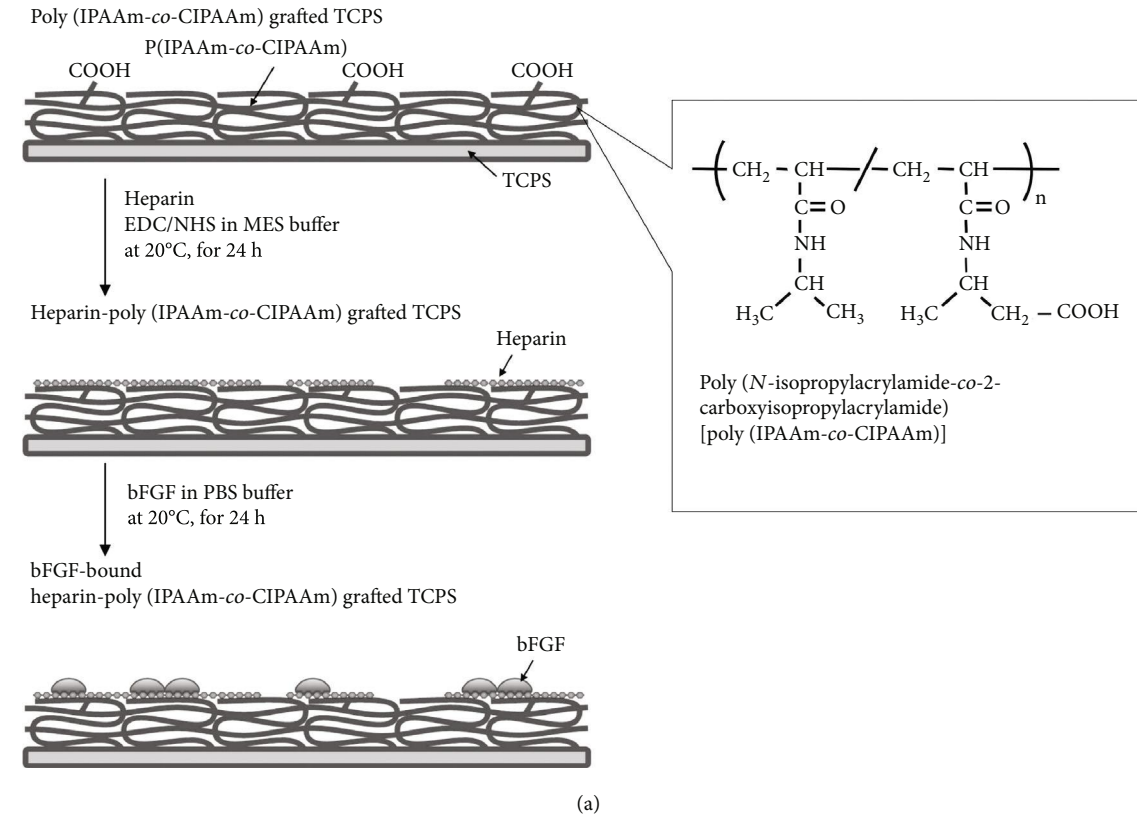 Poly (IPAAm-co-CIPAAm) grafted TCPS
P(IPAAm-co-CIPAAm)
COOH
COOH
COOH
TCPS
Heparin
EDC/NHS in MES buffer
at 20°C, for 24 h
Heparin-poly (IPAAm-co-CIPAAm) grafted TCPS
Heparin
bFGF in PBS buffer
at 20°C, for 24 h
bFGF-bound
heparin-poly (IPAAm-co-CIPAAm) grafted TCPS
bFGF
CH₂ CH CH₂ CH n
C=O C=O
NH NH
CH CH
H₃C CH₃ H₃C CH₂ – COOH
Poly (N-isopropylacrylamide-co-2-
carboxyisopropylacrylamide)
[poly (IPAAm-co-CIPAAm)]
(a)